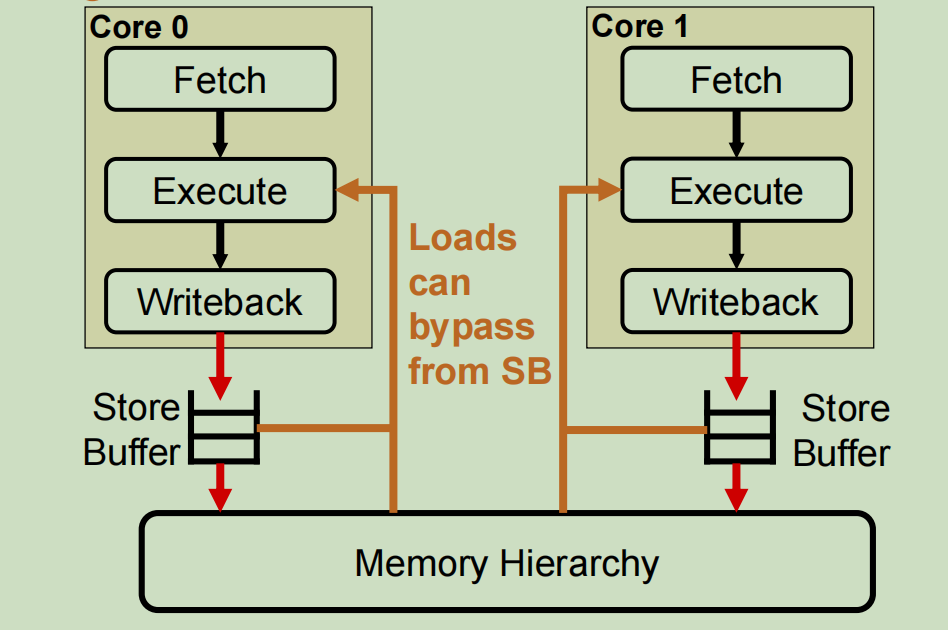 Core 0
Fetch
Execute
Writeback
Store
Buffer
Loads
can
bypass
from SB
Core 1
Fetch
Execute
Writeback
Store
Buffer
Memory Hierarchy